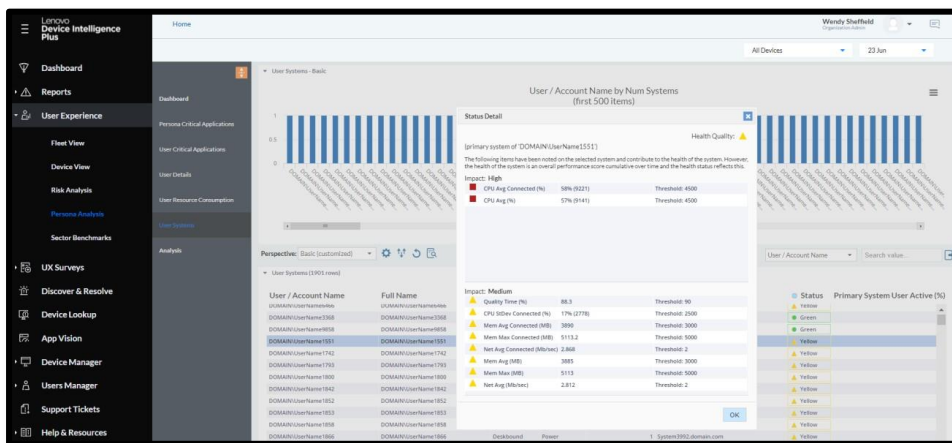 Lenovo
Device Intelligence
Plus
Home
Wendy Sheffield
Organization Admin
All Devices
23 Jun
Dashboard
Reports
User Experience
Fleet View
Device View
Risk Analysis
Persona Analysis
Sector Benchmarks
UX Surveys
Discover & Resolve
Device Lookup
App Vision
Device Manager
Users Manager
Support Tickets
Help & Resources
Dashboard
Persona Critical Applications
User Critical Applications
User Details
User Resource Consumption
User Systems
Analysis
User Systems - Basic
User / Account Name by Num Systems
(first 500 items)
1
0.5
0
Status Detail
Health Quality:
(primary system of 'DOMAIN\UserName1551')
The following items have been noted on the selected system and contribute to the health of the system. However,
the health of the system is an overall performance score cumulative over time and the health status reflects this.
Impact: High
CPU Avg Connected (%) 58% (9221) Threshold: 4500
CPU Avg (%) 57% (9141) Threshold: 4500
Impact: Medium
Quality Time (%) 88.3 Threshold: 90
CPU StDev Connected (%) 17% (2778) Threshold: 2500
Mem Avg Connected (MB) 3890 Threshold: 3000
Mem Max Connected (MB) 5113.2 Threshold: 5000
Net Avg Connected (Mb/sec) 2.868 Threshold: 2
Mem Avg (MB) 3885 Threshold: 3000
Mem Max (MB) 5113 Threshold: 5000
Net Avg (Mb/sec) 2.812 Threshold: 2
OK
Perspective: Basic (customized)
User / Account Name
Search value...
User Systems (1901 rows)
User / Account Name Full Name Status Primary System User Active (%)
DOMAIN\UserName6466 DOMAIN\UserName6466 Yellow
DOMAIN\UserName3368 DOMAIN\UserName3368 Green
DOMAIN\UserName9858 DOMAIN\UserName9858 Green
DOMAIN\UserName1551 DOMAIN\UserName1551 Yellow
DOMAIN\UserName1742 DOMAIN\UserName1742 Yellow
DOMAIN\UserName1793 DOMAIN\UserName1793 Yellow
DOMAIN\UserName1800 DOMAIN\UserName1800 Yellow
DOMAIN\UserName1842 DOMAIN\UserName1842 Yellow
DOMAIN\UserName1852 DOMAIN\UserName1852 Yellow
DOMAIN\UserName1853 DOMAIN\UserName1853 Yellow
DOMAIN\UserName1858 DOMAIN\UserName1858 Yellow
DOMAIN\UserName1866 DOMAIN\UserName1866 Deskbound Power 1 System3992.domain.com Yellow